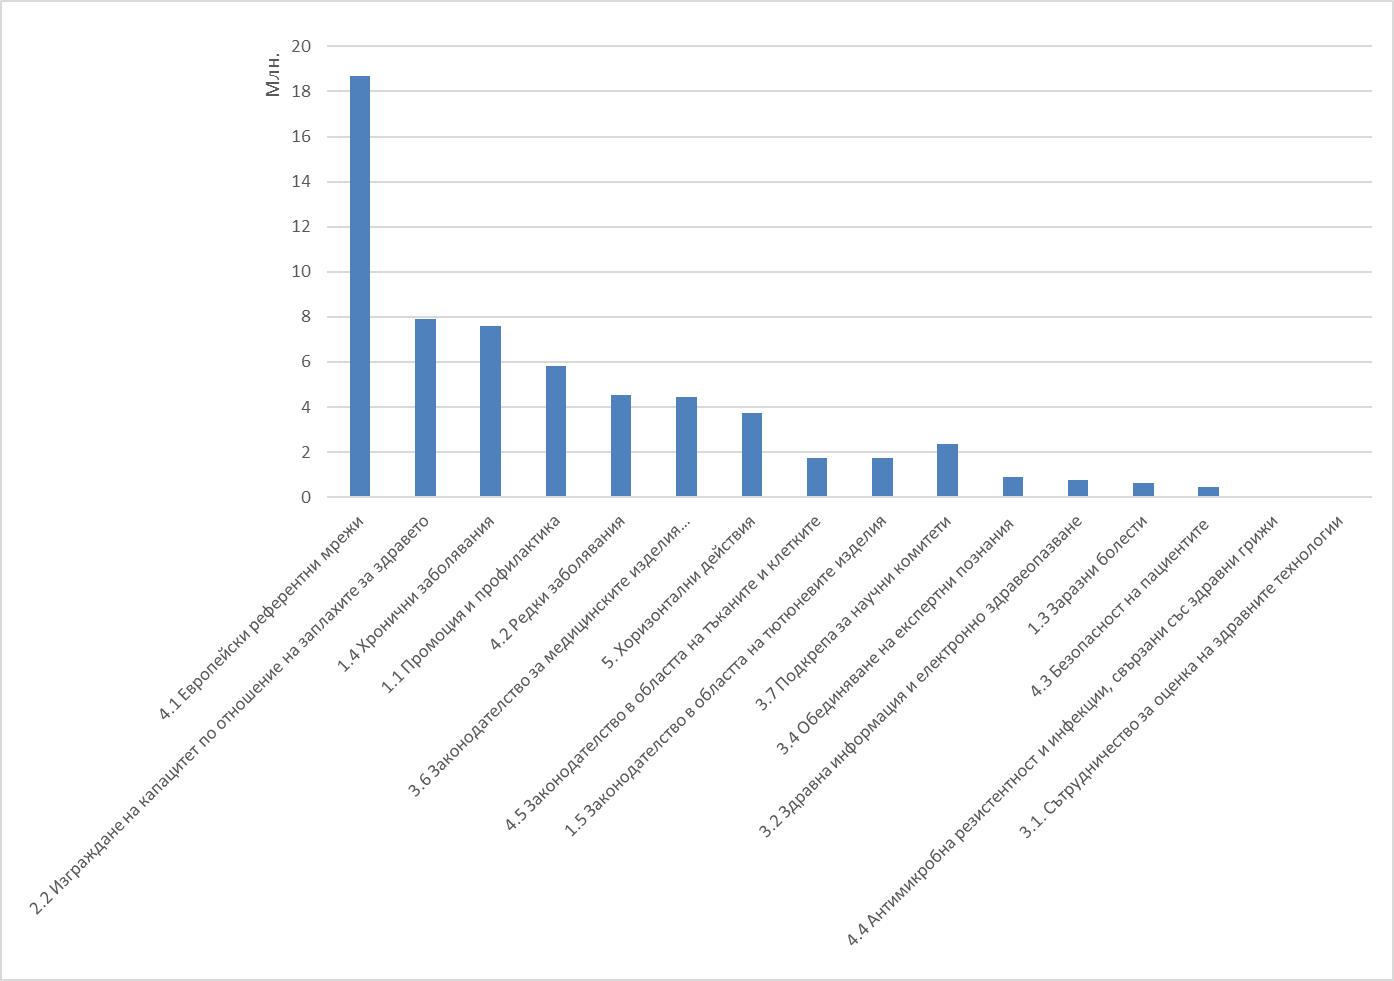 Млн.
20
18
16
14
12
10
8
6
4
2
0
4.1 Европейски референтни мрежи
2.2 Изграждане на капацитет по отношение на заплахите за здравето
1.4 Хронични заболявания
1.1 Промоция и профилактика
4.2 Редки заболявания
3.6 Законодателство за медицинските изделия...
5. Хоризонтални действия
4.5 Законодателство в областта на тъканите и клетките
1.5 Законодателство в областта на тютюневите изделия
3.7 Подкрепа за научни комитети
3.4 Обединяване на експертни познания
3.2 Здравна информация и електронно здравеопазване
1.3 Заразни болести
4.3 Безопасност на пациентите
4.4 Антимикробна резистентност и инфекции, свързани със здравни грижи
3.1. Сътрудничество за оценка на здравните технологии